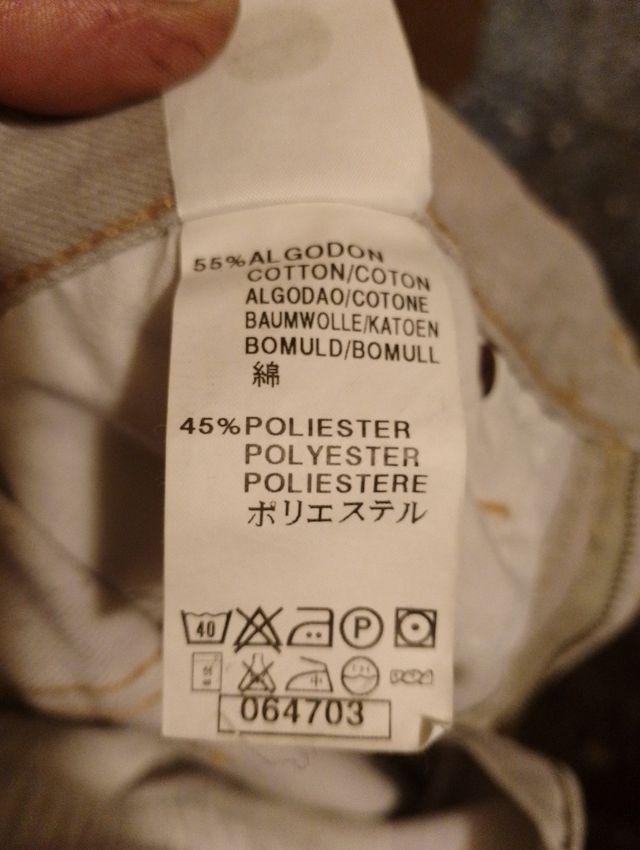 55% ALGODON
COTTON/COTON
ALGODAO/COTONE
BAUMWOLLE/KATOEN
BOMULD/BOMULL
綿
45% POLIESTER
POLYESTER
POLIESTERE
ポリエステル
40 P
064703